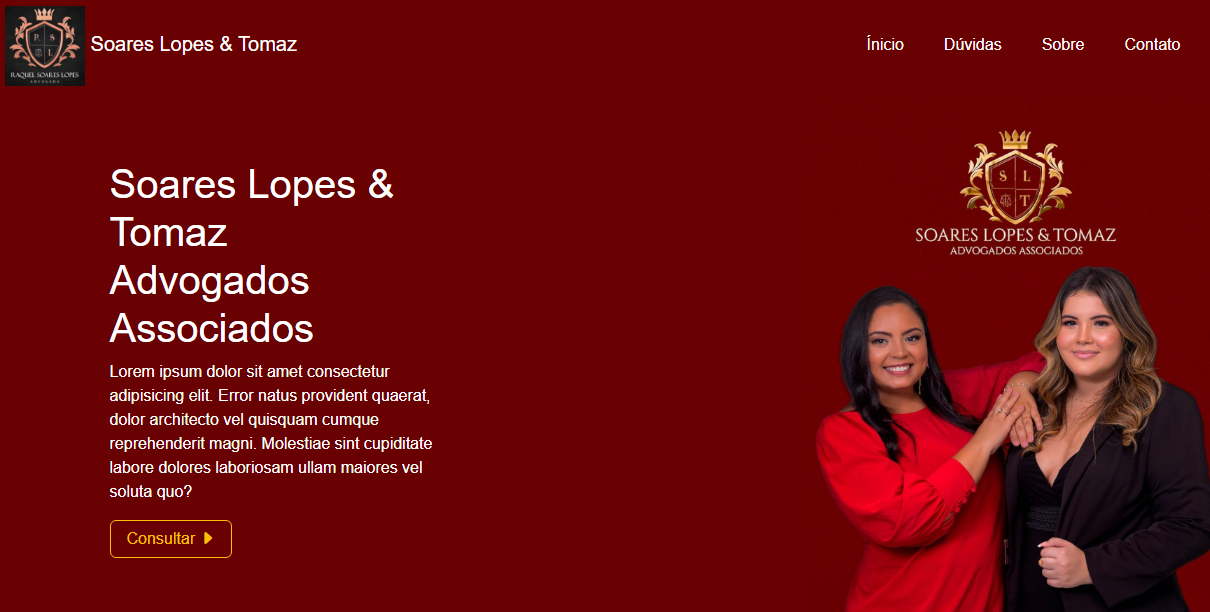 R S
L
RAQUEL SOARES LOPES
ADVOGADA
Soares Lopes & Tomaz
Ínicio
Dúvidas
Sobre
Contato
S L
T
SOARES LOPES & TOMAZ
ADVOGADOS ASSOCIADOS
Soares Lopes &
Tomaz
Advogados
Associados
Lorem ipsum dolor sit amet consectetur
adipisicing elit. Error natus provident quaerat,
dolor architecto vel quisquam cumque
reprehenderit magni. Molestiae sint cupiditate
labore dolores laboriosam ullam maiores vel
soluta quo?
Consultar